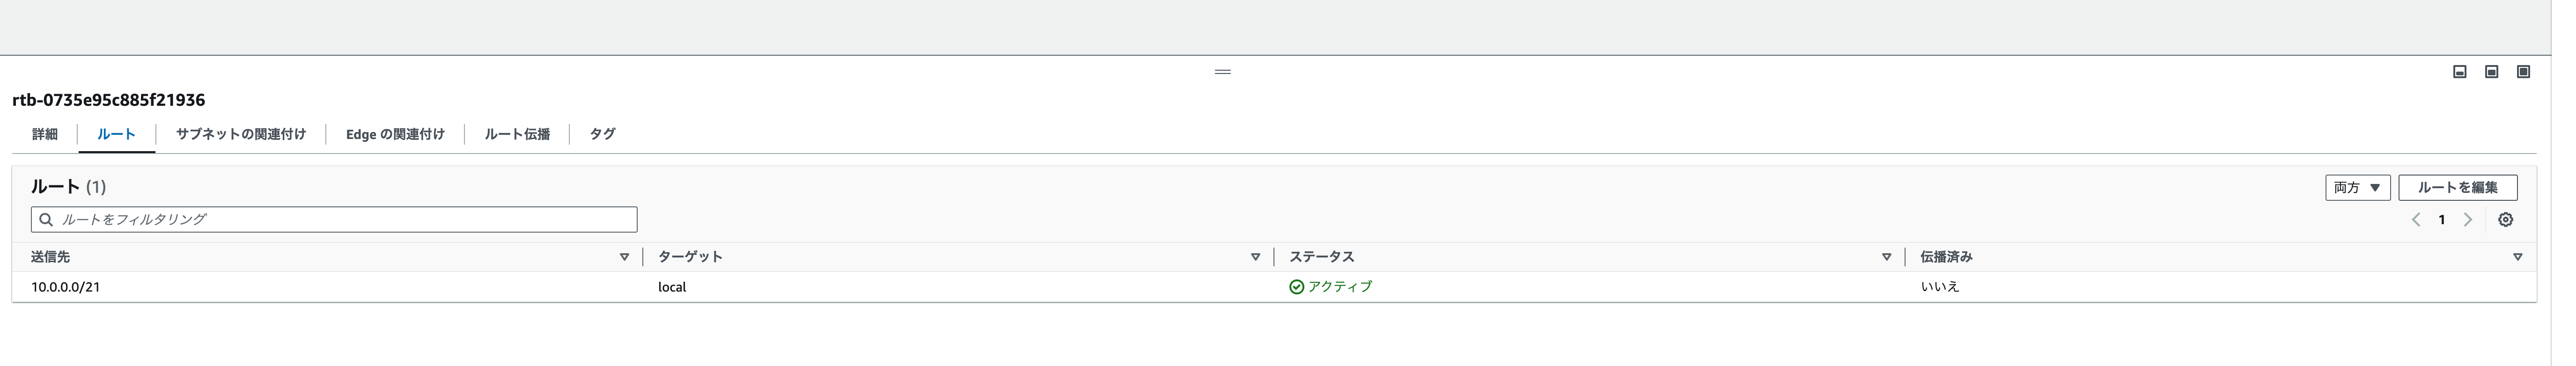 rtb-0735e95c885f21936
詳細 ルート サブネットの関連付け Edge の関連付け ルート伝播 タグ
ルート (1)
両方 ルートを編集
ルートをフィルタリング
1
送信先 ターゲット ステータス 伝播済み
10.0.0.0/21 local アクティブ いいえ